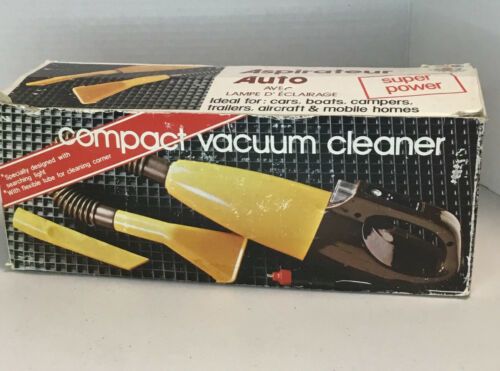 Aspirateur
Auto
AVEC
LAMPE D'ÉCLAIRAGE
super
power
Ideal for: cars, boats, campers,
trailers, aircraft & mobile homes
compact vacuum cleaner
*Specially designed with
searching light
*With flexible tube for cleaning corner